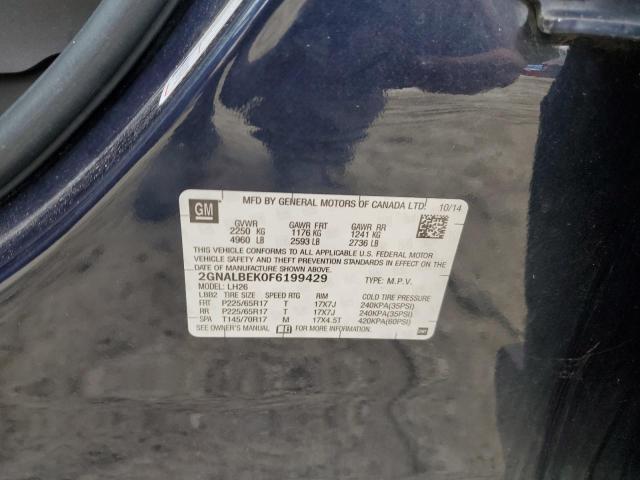 MFD BY GENERAL MOTORS OF CANADA LTD. 10/14
GM
GVWR GAWR FRT GAWR RR
2250 KG 1176 KG 1241 KG
4960 LB 2593 LB 2736 LB
THIS VEHICLE CONFORMS TO ALL APPLICABLE U.S. FEDERAL MOTOR
VEHICLE SAFETY, BUMPER, AND THEFT PREVENTION STANDARDS IN EFFECT
ON THE DATE OF MANUFACTURE SHOWN ABOVE.
2GNALBEK0F6199429 TYPE: M.P.V.
MODEL: LH26
LBB2 TIRE SIZE SPEED RTG RIM COLD TIRE PRESSURE
FRT P225/65R17 T 17X7J 240KPA(35PSI)
RR P225/65R17 T 17X7J 240KPA(35PSI)
SPA T145/70R17 M 17X4.5T 420KPA(60PSI)
SEE OWNER'S MANUAL FOR MORE INFORMATION.